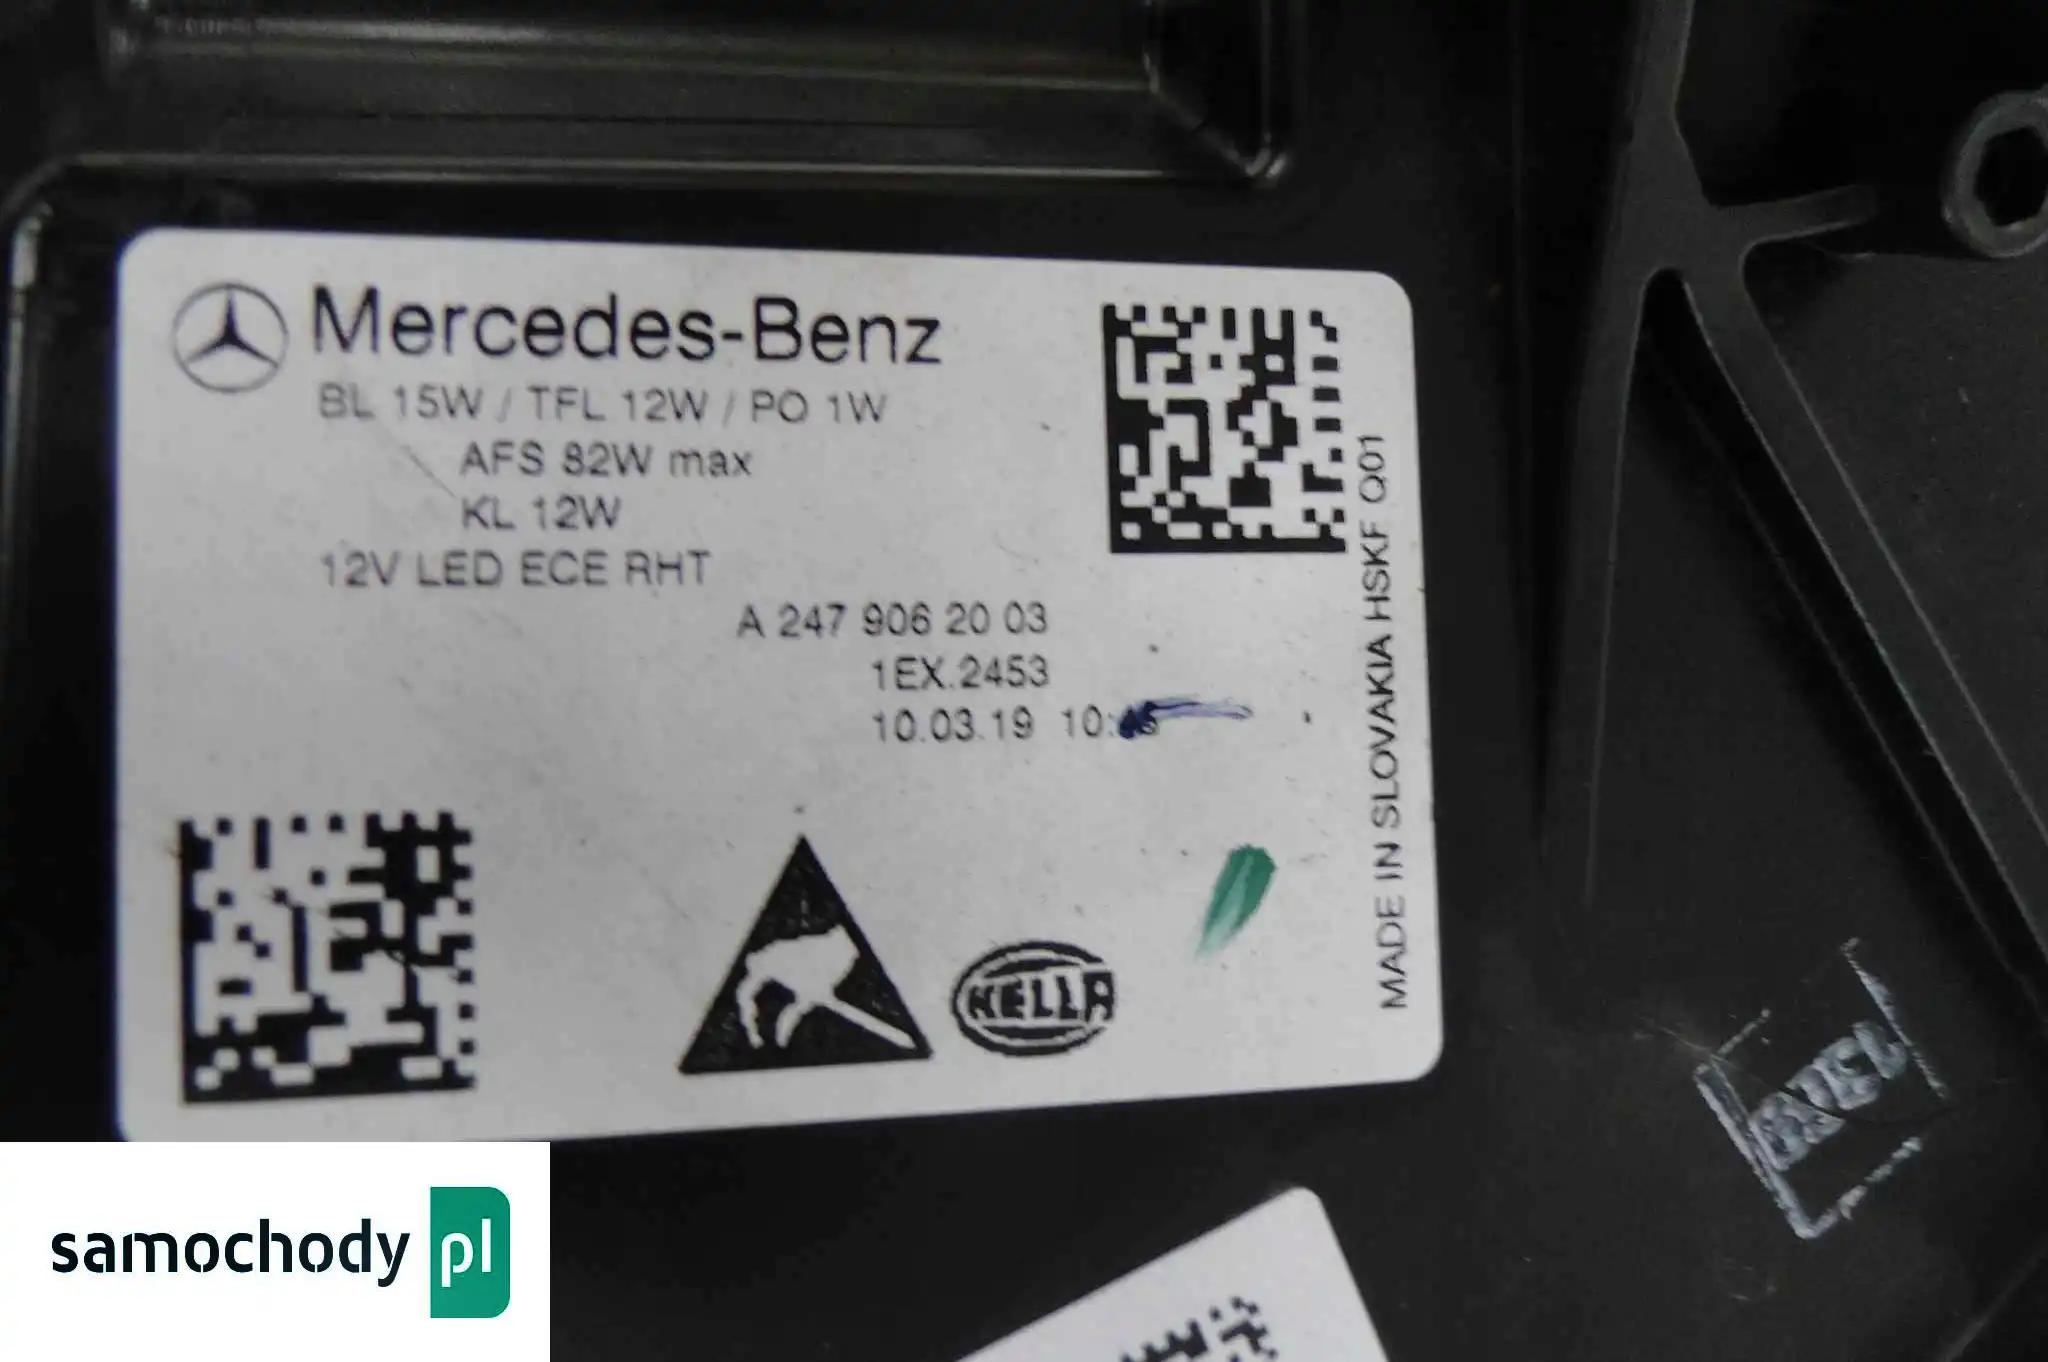 Mercedes-Benz
BL 15W / TFL 12W / PO 1W
AFS 82W max
KL 12W
12V LED ECE RHT
A 247 906 20 03
1EX.2453
10.03.19 10:
MADE IN SLOVAKIA HSKF Q01
HELLA
samochody pl